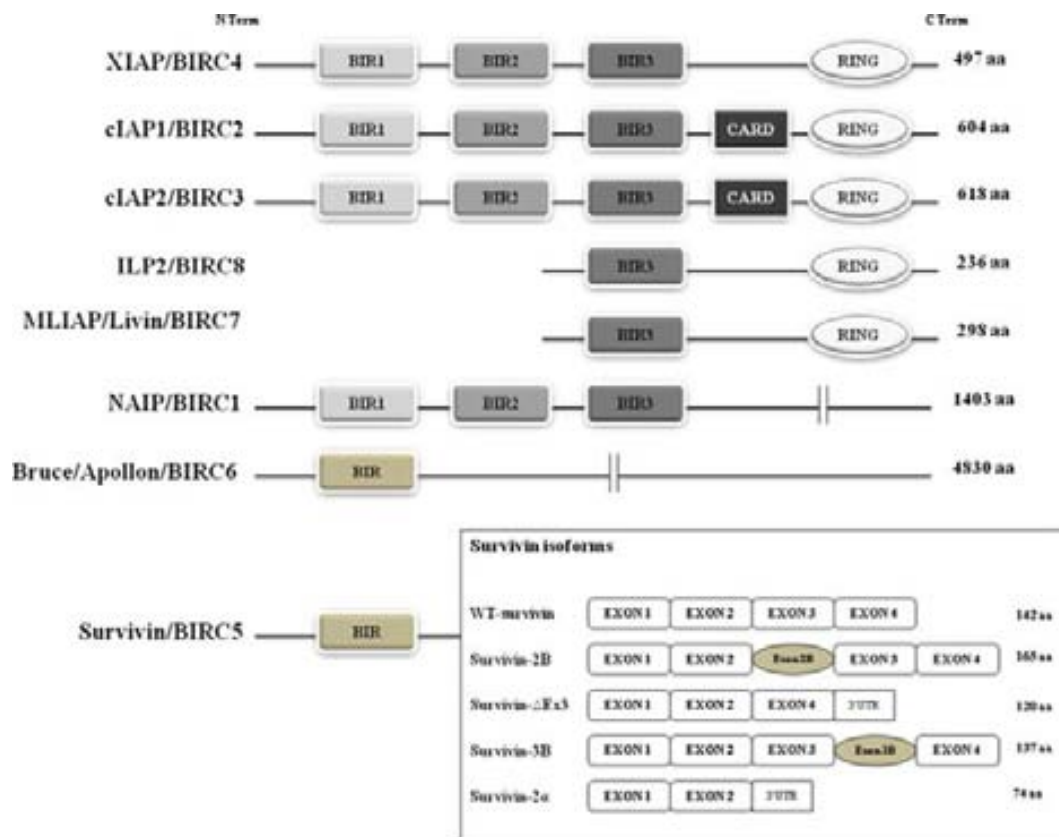 N Term C Term
XIAP/BIRC4 BIR1 BIR2 BIR3 RING 497 aa
cIAP1/BIRC2 BIR1 BIR2 BIR3 CARD RING 604 aa
cIAP2/BIRC3 BIR1 BIR2 BIR3 CARD RING 618 aa
ILP2/BIRC8 BIR3 RING 236 aa
MLIAP/Livin/BIRC7 BIR3 RING 298 aa
NAIP/BIRC1 BIR1 BIR2 BIR3 1403 aa
Bruce/Apollon/BIRC6 BIR 4830 aa
Survivin/BIRC5 BIR
Survivin isoforms
WT-survivin EXON 1 EXON 2 EXON 3 EXON 4 142 aa
Survivin-2B EXON 1 EXON 2 Exon2B EXON 3 EXON 4 165 aa
Survivin-△Ex3 EXON 1 EXON 2 EXON 4 3'UTR 120 aa
Survivin-3B EXON 1 EXON 2 EXON 3 EXON 4 137 aa
Survivin-2α EXON 1 EXON 2 3'UTR 74 aa